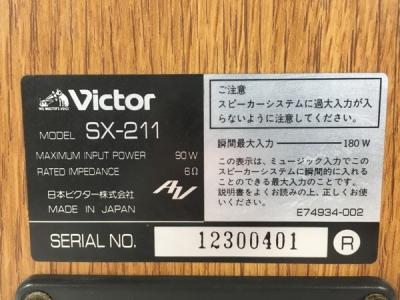 HIS MASTER'S VOICE
Victor
MODEL SX-211
MAXIMUM INPUT POWER 90W
RATED IMPEDANCE 6Ω
日本ビクター株式会社
MADE IN JAPAN
AV
ご注意
スピーカーシステムに過大入力が入
らないように注意してください。
瞬間最大入力 180W
この表示は、ミュージック入力でこの
スピーカーシステムに瞬間的に入れる
ことのできる最大入力のことです。
説明書をよくお読みの上、正しくお使
いください。
E74934-002
SERIAL NO. 12300401 R